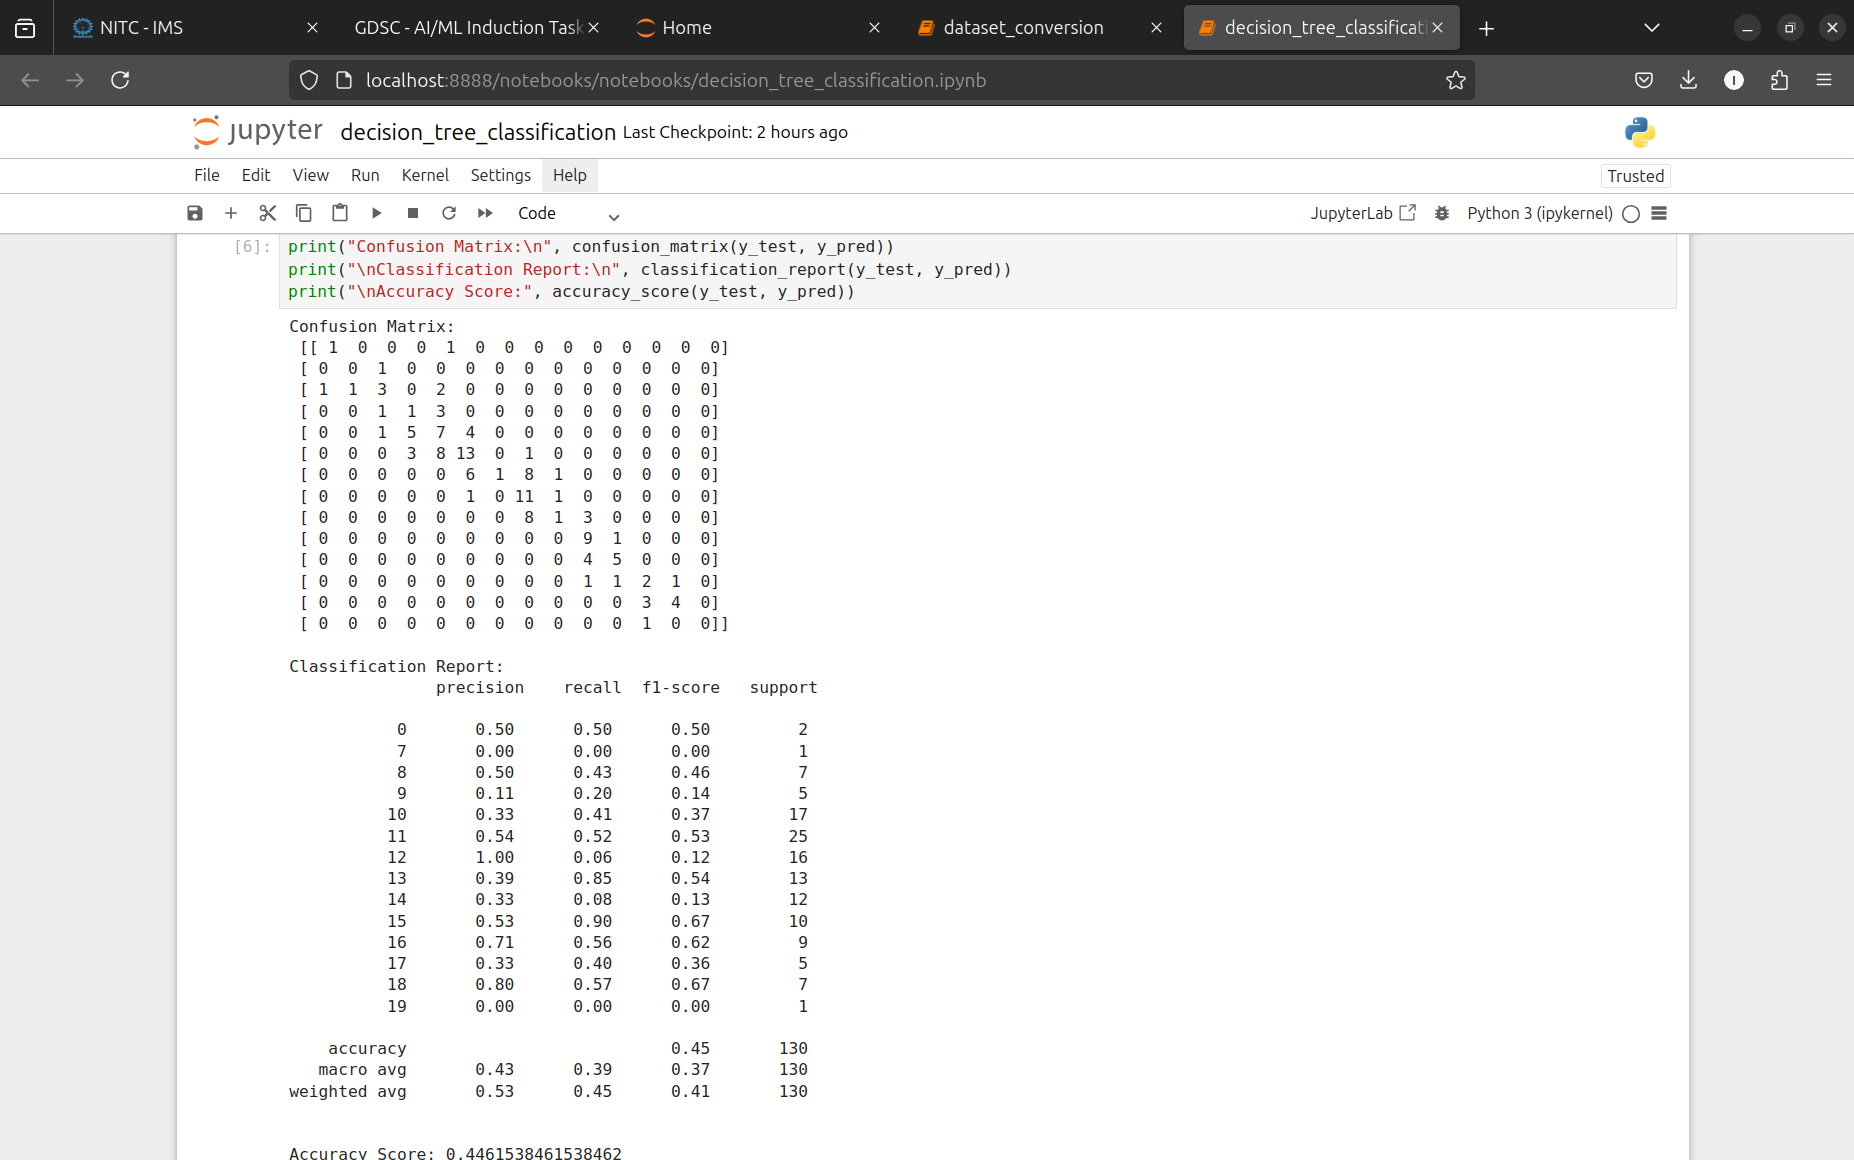 NITC - IMS
GDSC - AI/ML Induction Task
Home
dataset_conversion
decision_tree_classificati
localhost:8888/notebooks/notebooks/decision_tree_classification.ipynb
jupyter decision_tree_classification Last Checkpoint: 2 hours ago
File Edit View Run Kernel Settings Help Trusted
Code JupyterLab Python 3 (ipykernel)
[6]: print("Confusion Matrix:\n", confusion_matrix(y_test, y_pred))
print("\nClassification Report:\n", classification_report(y_test, y_pred))
print("\nAccuracy Score:", accuracy_score(y_test, y_pred))
Confusion Matrix:
[[ 1 0 0 0 1 0 0 0 0 0 0 0 0 0]
[ 0 0 1 0 0 0 0 0 0 0 0 0 0 0]
[ 1 1 3 0 2 0 0 0 0 0 0 0 0 0]
[ 0 0 1 1 3 0 0 0 0 0 0 0 0 0]
[ 0 0 1 5 7 4 0 0 0 0 0 0 0 0]
[ 0 0 0 3 8 13 0 1 0 0 0 0 0 0]
[ 0 0 0 0 0 6 1 8 1 0 0 0 0 0]
[ 0 0 0 0 0 1 0 11 1 0 0 0 0 0]
[ 0 0 0 0 0 0 0 8 1 3 0 0 0 0]
[ 0 0 0 0 0 0 0 0 0 9 1 0 0 0]
[ 0 0 0 0 0 0 0 0 0 4 5 0 0 0]
[ 0 0 0 0 0 0 0 0 0 1 1 2 1 0]
[ 0 0 0 0 0 0 0 0 0 0 0 3 4 0]
[ 0 0 0 0 0 0 0 0 0 0 0 1 0 0]]
Classification Report:
precision recall f1-score support
0 0.50 0.50 0.50 2
7 0.00 0.00 0.00 1
8 0.50 0.43 0.46 7
9 0.11 0.20 0.14 5
10 0.33 0.41 0.37 17
11 0.54 0.52 0.53 25
12 1.00 0.06 0.12 16
13 0.39 0.85 0.54 13
14 0.33 0.08 0.13 12
15 0.53 0.90 0.67 10
16 0.71 0.56 0.62 9
17 0.33 0.40 0.36 5
18 0.80 0.57 0.67 7
19 0.00 0.00 0.00 1
accuracy 0.45 130
macro avg 0.43 0.39 0.37 130
weighted avg 0.53 0.45 0.41 130
Accuracy Score: 0.4461538461538462